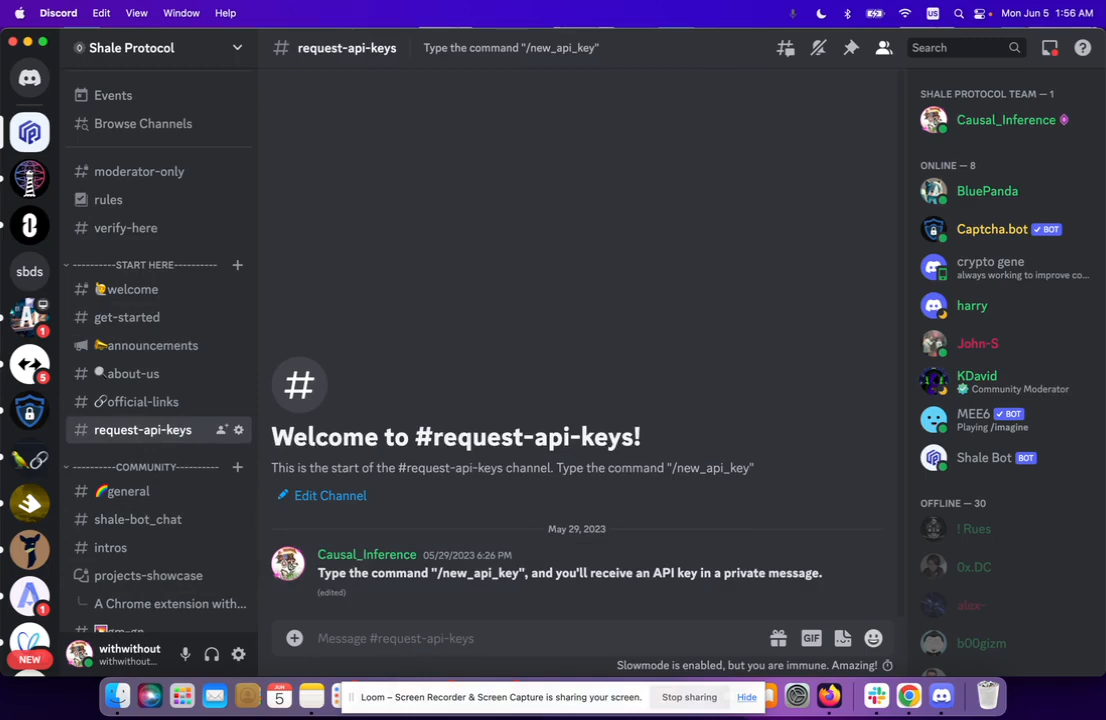 Discord Edit View Window Help Mon Jun 5 1:56 AM
Shale Protocol
request-api-keys Type the command "/new_api_key" Search
Events
Browse Channels
moderator-only
rules
verify-here
----------START HERE----------
welcome
get-started
announcements
about-us
official-links
request-api-keys
----------COMMUNITY----------
general
shale-bot_chat
intros
projects-showcase
A Chrome extension with...
gm-gn
sbds
1
5
1
NEW
withwithout
withwithout...
Welcome to #request-api-keys!
This is the start of the #request-api-keys channel. Type the command "/new_api_key"
Edit Channel
May 29, 2023
Causal_Inference 05/29/2023 6:26 PM
Type the command "/new_api_key", and you'll receive an API key in a private message.
(edited)
Message #request-api-keys
GIF
Slowmode is enabled, but you are immune. Amazing!
SHALE PROTOCOL TEAM — 1
Causal_Inference
ONLINE — 8
BluePanda
Captcha.bot ✓ BOT
crypto gene
always working to improve co...
harry
John-S
KDavid
Community Moderator
MEE6 ✓ BOT
Playing /imagine
Shale Bot BOT
OFFLINE — 30
! Rues
0x.DC
alex-
b00gizm
JUN
5
Loom – Screen Recorder & Screen Capture is sharing your screen. Stop sharing Hide